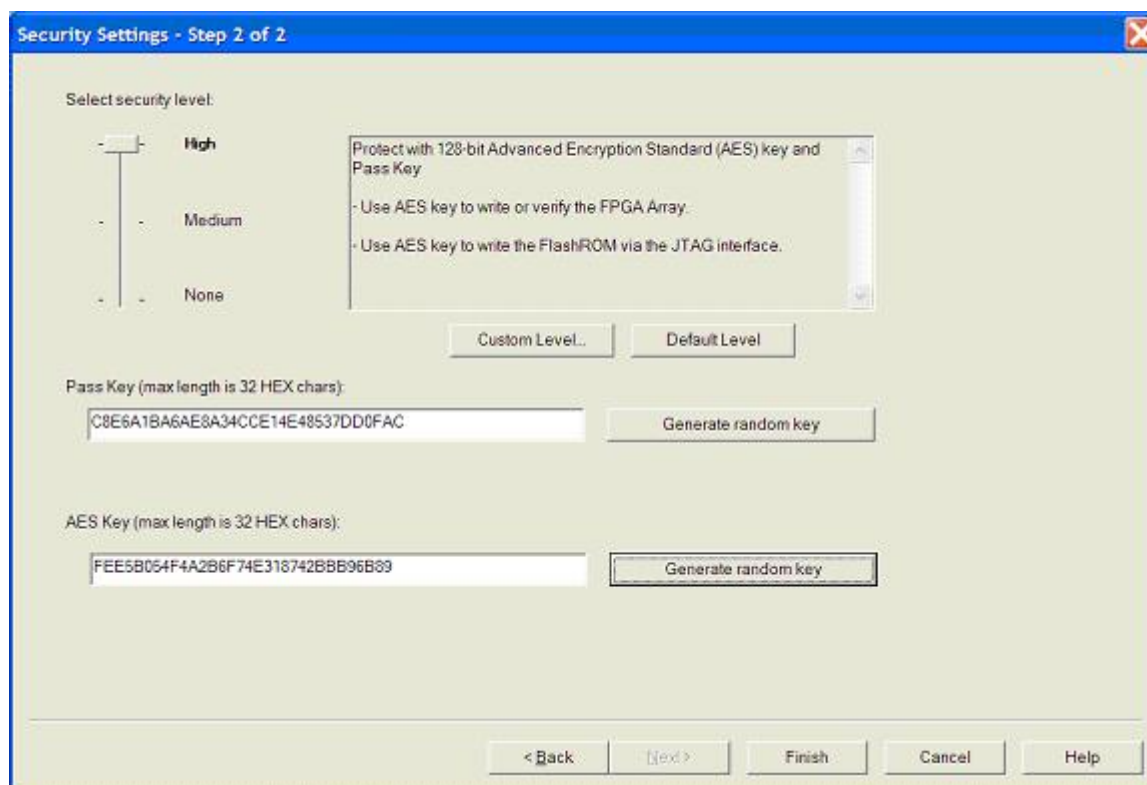 Security Settings - Step 2 of 2
Select security level:
High
Medium
None
Protect with 128-bit Advanced Encryption Standard (AES) key and
Pass Key
- Use AES key to write or verify the FPGA Array.
- Use AES key to write the FlashROM via the JTAG interface.
Custom Level...
Default Level
Pass Key (max length is 32 HEX chars):
C8E6A1BA6AE8A34CCE14E48537DD0FAC
Generate random key
AES Key (max length is 32 HEX chars):
FEE5B054F4A2B6F74E318742BBB96B89
Generate random key
< Back
Next >
Finish
Cancel
Help